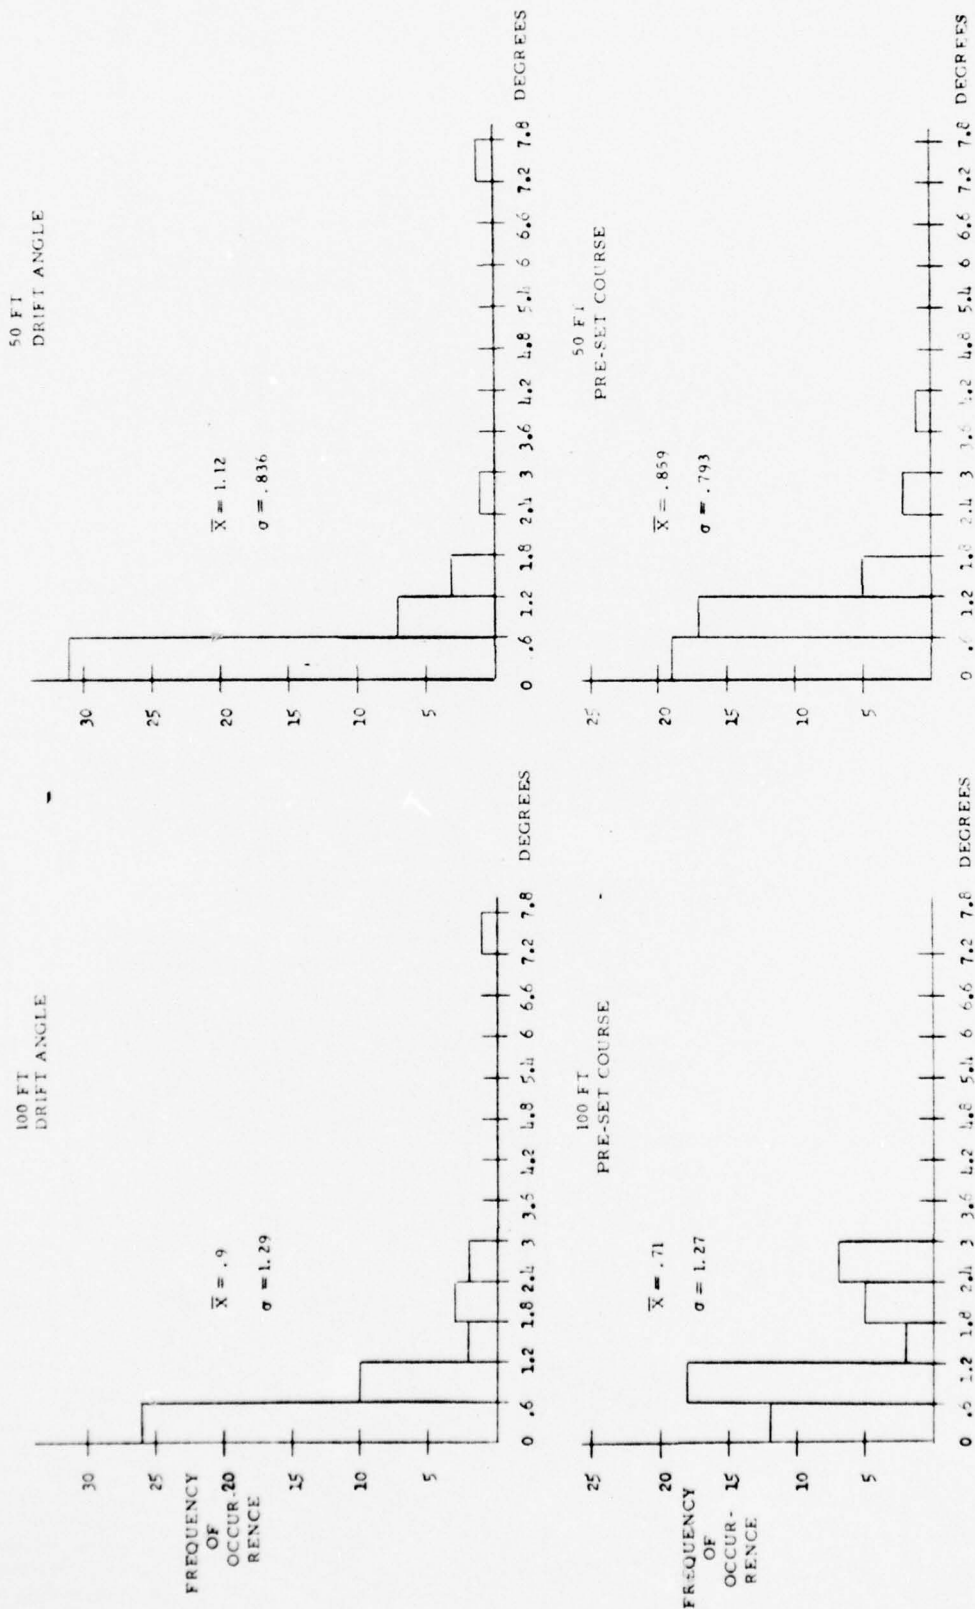 100 FT
DRIFT ANGLE
30
FREQUENCY
OF
OCCUR-
RENCE
20
25
15
10
5
X̄ = .9
σ = 1.29
0 .6 1.2 1.8 2.4 3 3.6 4.2 4.8 5.4 6 6.6 7.2 7.8 DEGREES
50 FT
DRIFT ANGLE
30
25
20
15
10
5
X̄ = 1.12
σ = .836
0 .6 1.2 1.8 2.4 3 3.6 4.2 4.8 5.4 6 6.6 7.2 7.8 DEGREES
100 FT
PRE-SET COURSE
25
20
15
10
5
FREQUENCY
OF
OCCUR-
RENCE
X̄ = .71
σ = 1.27
0 .6 1.2 1.8 2.4 3 3.6 4.2 4.8 5.4 6 6.6 7.2 7.8 DEGREES
50 FT
PRE-SET COURSE
25
20
15
10
5
X̄ = .859
σ = .793
0 .6 1.2 1.8 2.4 3 3.6 4.2 4.8 5.4 6 6.6 7.2 7.8 DEGREES